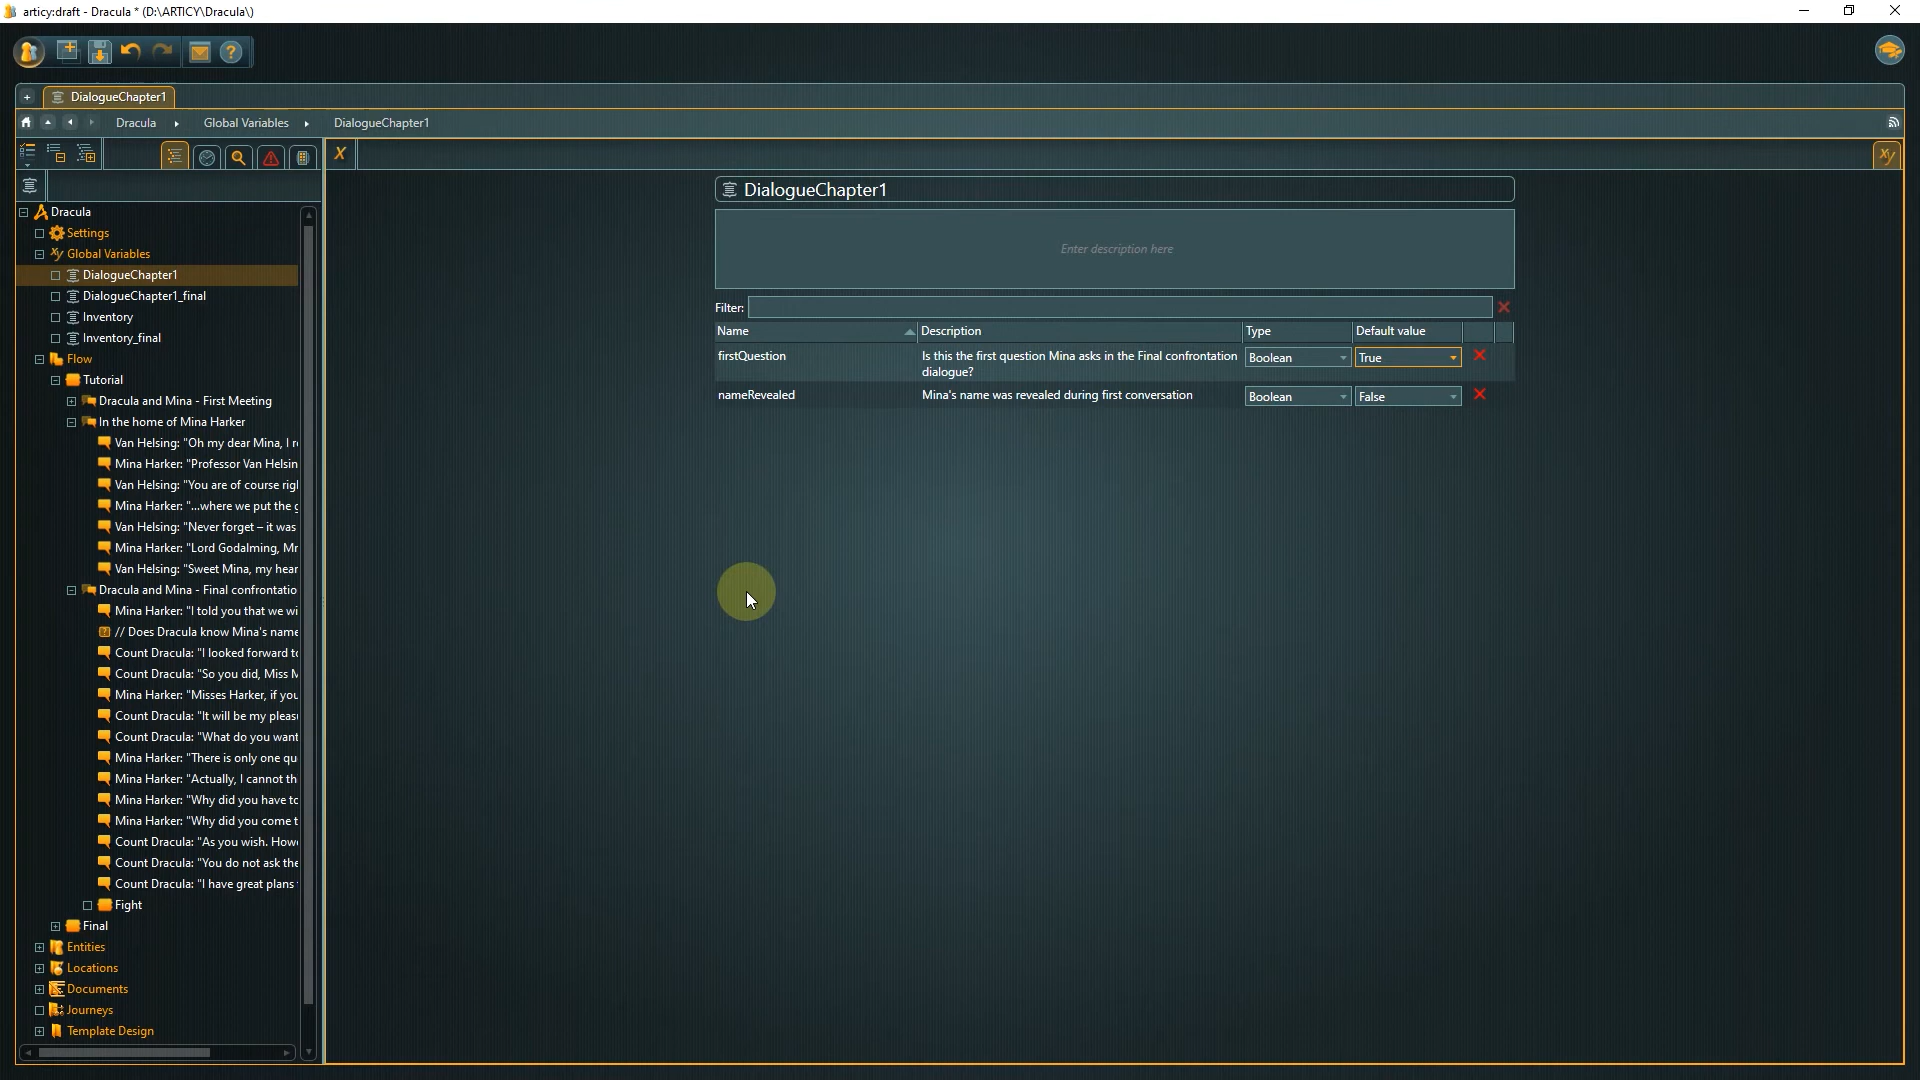 articy:draft - Dracula * (D:\ARTICY\Dracula\)
DialogueChapter1
Dracula
Global Variables
DialogueChapter1
DialogueChapter1
Enter description here
Filter:
Name
Description
Type
Default value
firstQuestion
Is this the first question Mina asks in the Final confrontation
dialogue?
Boolean
True
nameRevealed
Mina's name was revealed during first conversation
Boolean
False
Dracula
Settings
Global Variables
DialogueChapter1
DialogueChapter1_final
Inventory
Inventory_final
Flow
Tutorial
Dracula and Mina - First Meeting
In the home of Mina Harker
Van Helsing: "Oh my dear Mina, I r
Mina Harker: "Professor Van Helsin
Van Helsing: "You are of course rig
Mina Harker: "...where we put the
Van Helsing: "Never forget – it was
Mina Harker: "Lord Godalming, Mr
Van Helsing: "Sweet Mina, my hear
Dracula and Mina - Final confrontatio
Mina Harker: "I told you that we wi
// Does Dracula know Mina's name
Count Dracula: "I looked forward to
Count Dracula: "So you did, Miss M
Mina Harker: "Misses Harker, if you
Count Dracula: "It will be my pleas
Count Dracula: "What do you want
Mina Harker: "There is only one qu
Mina Harker: "Actually, I cannot th
Mina Harker: "Why did you have to
Mina Harker: "Why did you come t
Count Dracula: "As you wish. How
Count Dracula: "You do not ask the
Count Dracula: "I have great plans
Fight
Final
Entities
Locations
Documents
Journeys
Template Design